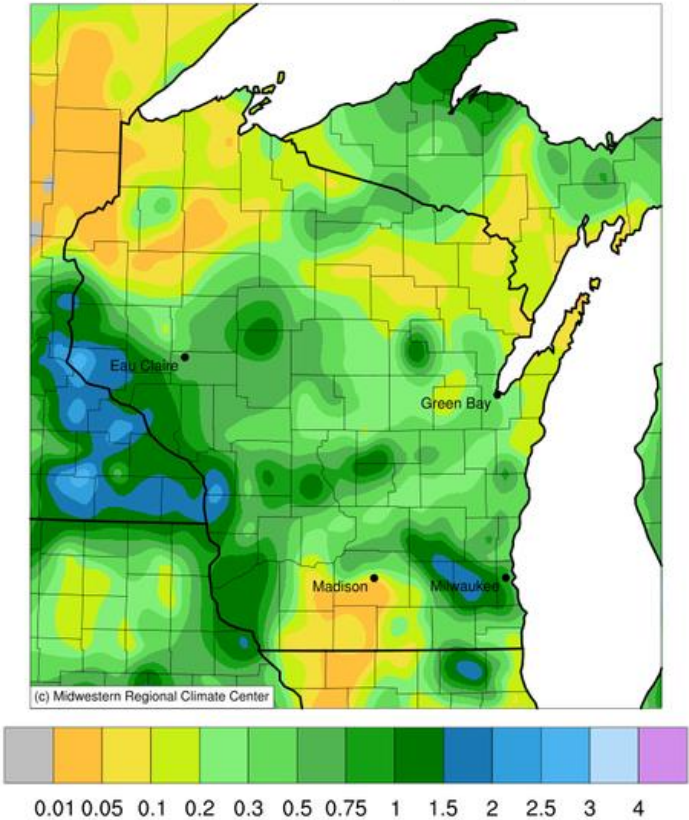 Eau Claire
Green Bay
Madison
Milwaukee
(c) Midwestern Regional Climate Center
0.01 0.05 0.1 0.2 0.3 0.5 0.75 1 1.5 2 2.5 3 4